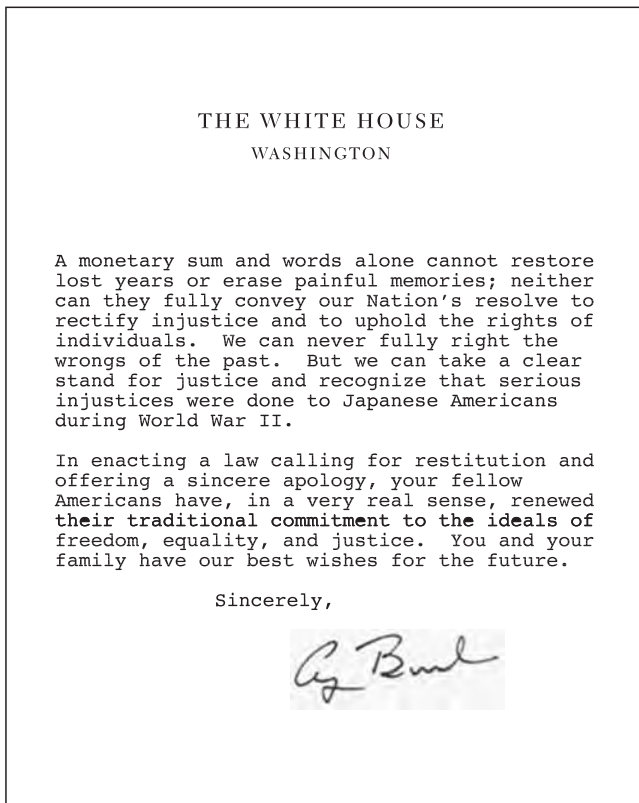 THE WHITE HOUSE
WASHINGTON
A monetary sum and words alone cannot restore
lost years or erase painful memories; neither
can they fully convey our Nation's resolve to
rectify injustice and to uphold the rights of
individuals. We can never fully right the
wrongs of the past. But we can take a clear
stand for justice and recognize that serious
injustices were done to Japanese Americans
during World War II.
In enacting a law calling for restitution and
offering a sincere apology, your fellow
Americans have, in a very real sense, renewed
their traditional commitment to the ideals of
freedom, equality, and justice. You and your
family have our best wishes for the future.
Sincerely,